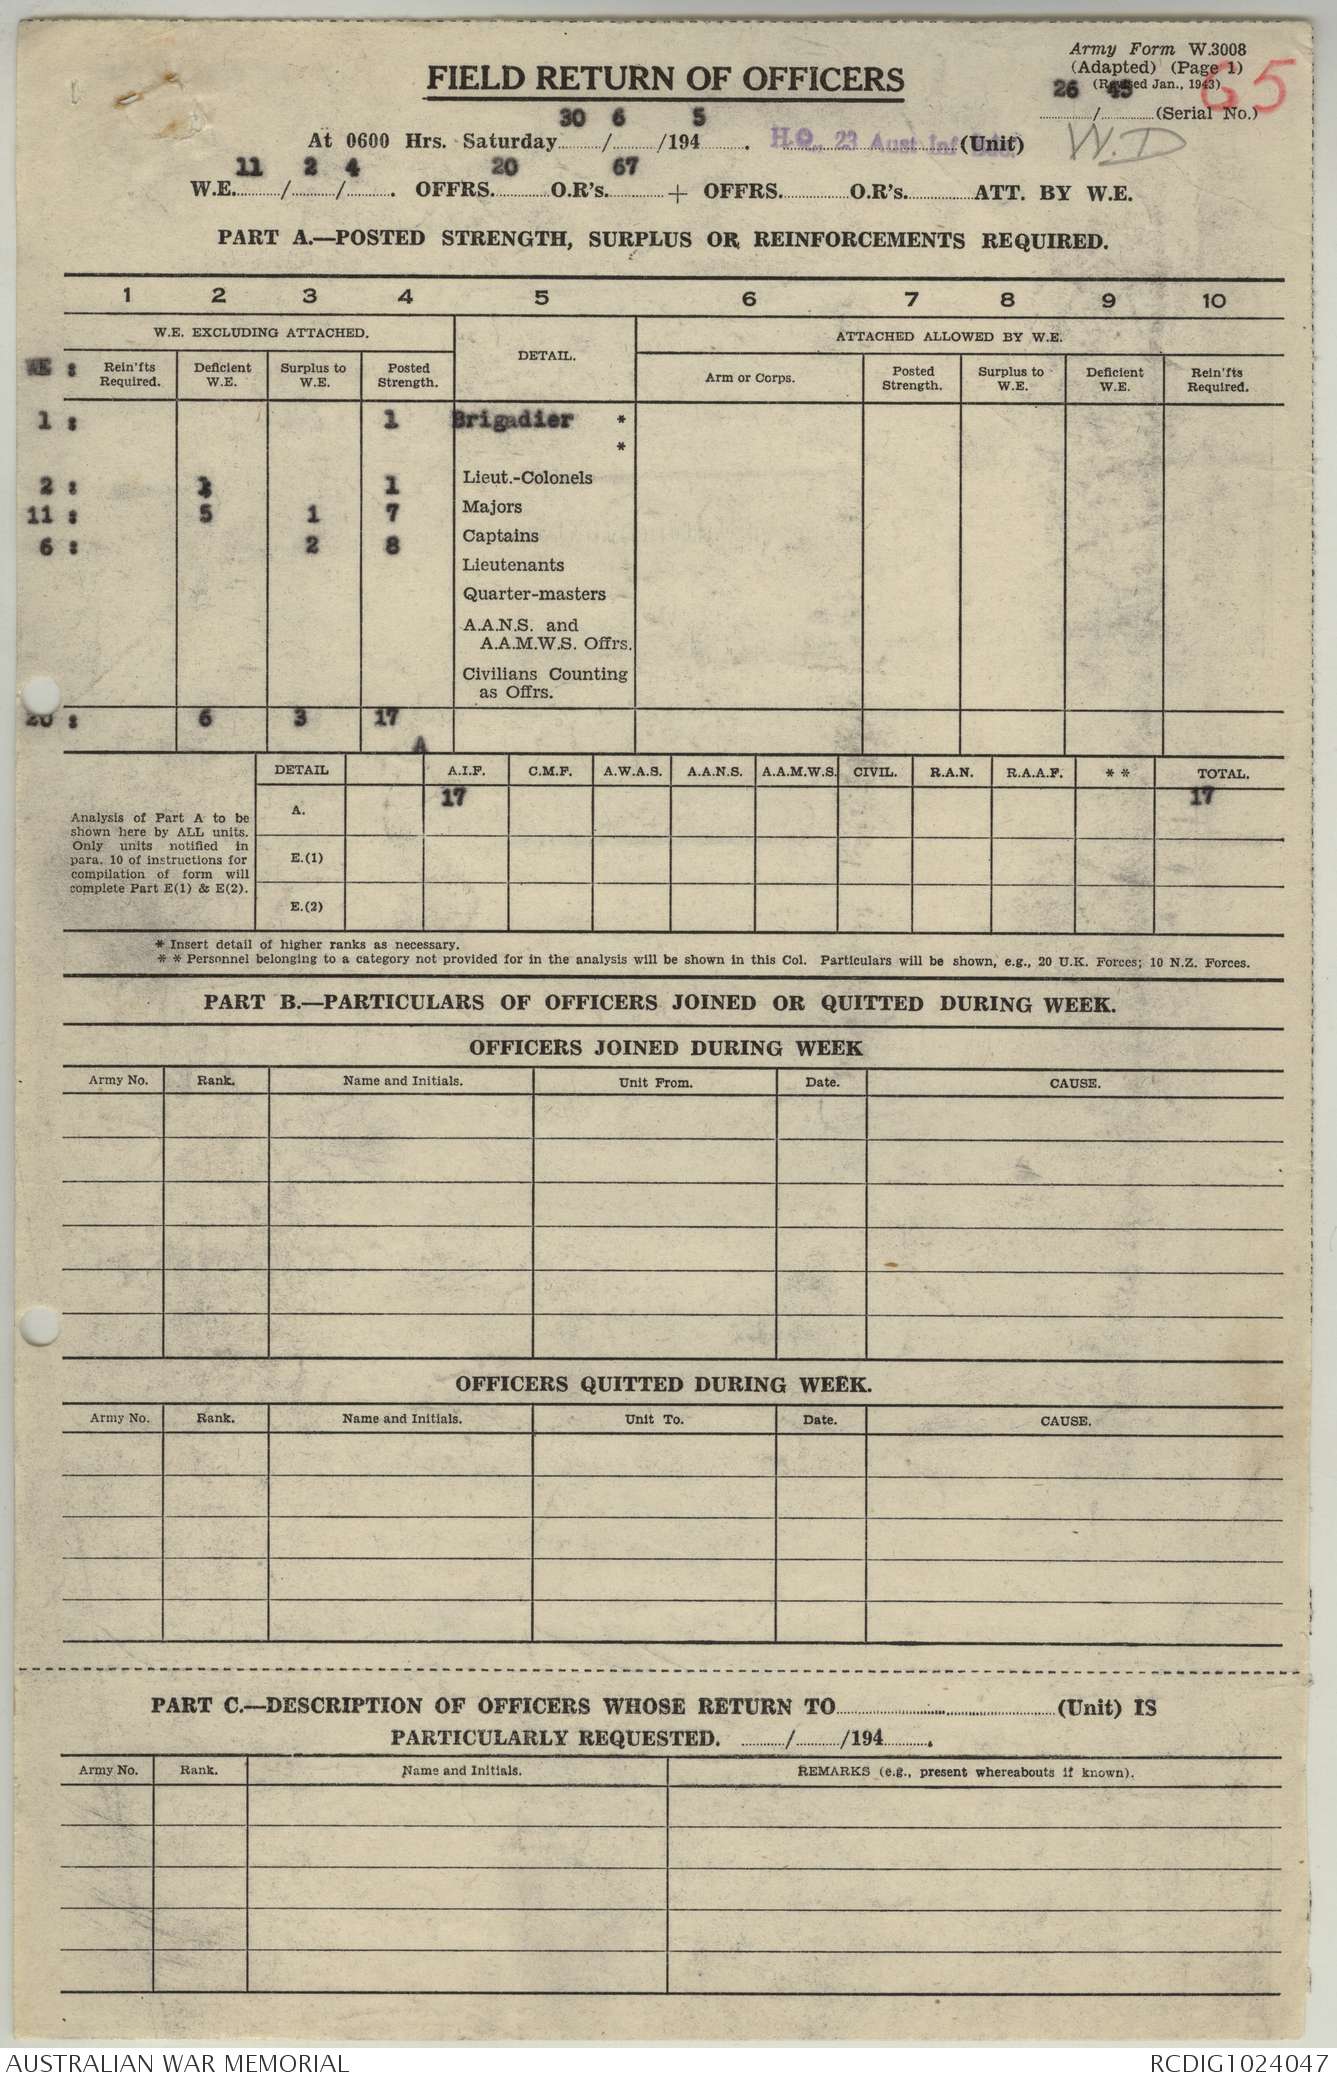 Army Form W.3008
(Adapted) (Page 1)
(Revised Jan., 1943)
65
FIELD RETURN OF OFFICERS
26 / 45 (Serial No.)
W.D
At 0600 Hrs. Saturday 30 / 6 /194 5 . H.Q. 23 Aust Inf Bde. (Unit)
W.E. 11 / 2 / 4 . OFFRS. 20 O.R's. 67 + OFFRS. O.R's. ATT. BY W.E.
PART A.—POSTED STRENGTH, SURPLUS OR REINFORCEMENTS REQUIRED.
1 2 3 4 5 6 7 8 9 10
W.E. EXCLUDING ATTACHED. DETAIL. ATTACHED ALLOWED BY W.E.
WE : Rein'fts Required. Deficient W.E. Surplus to W.E. Posted Strength. Arm or Corps. Posted Strength. Surplus to W.E. Deficient W.E. Rein'fts Required.
1 : 1 Brigadier *
*
Lieut.-Colonels
2 : 1 1
Majors
11 : 5 1 7
Captains
6 : 2 8
Lieutenants
Quarter-masters
A.A.N.S. and
A.A.M.W.S. Offrs.
Civilians Counting
as Offrs.
20 : 6 3 17
A
DETAIL A.I.F. C.M.F. A.W.A.S. A.A.N.S. A.A.M.W.S. CIVIL. R.A.N. R.A.A.F. * * TOTAL.
A. 17 17
Analysis of Part A to be
shown here by ALL units.
Only units notified in
para. 10 of instructions for
compilation of form will
complete Part E(1) & E(2).
E.(1)
E.(2)
* Insert detail of higher ranks as necessary.
* * Personnel belonging to a category not provided for in the analysis will be shown in this Col. Particulars will be shown, e.g., 20 U.K. Forces; 10 N.Z. Forces.
PART B.—PARTICULARS OF OFFICERS JOINED OR QUITTED DURING WEEK.
OFFICERS JOINED DURING WEEK
Army No. Rank. Name and Initials. Unit From. Date. CAUSE.
OFFICERS QUITTED DURING WEEK.
Army No. Rank. Name and Initials. Unit To. Date. CAUSE.
PART C.—DESCRIPTION OF OFFICERS WHOSE RETURN TO (Unit) IS
PARTICULARLY REQUESTED. / /194 .
Army No. Rank. Name and Initials. REMARKS (e.g., present whereabouts if known).
AUSTRALIAN WAR MEMORIAL RCDIG1024047